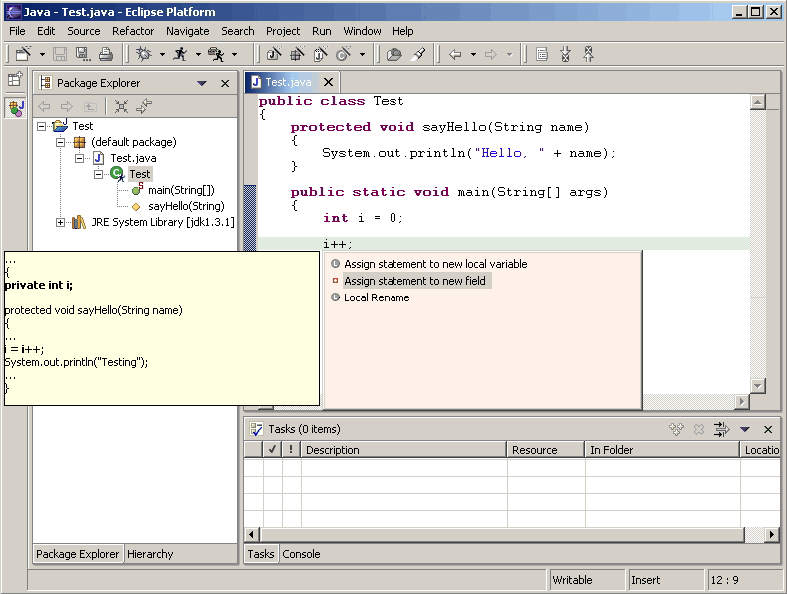 Java - Test.java - Eclipse Platform
File Edit Source Refactor Navigate Search Project Run Window Help
Package Explorer
Test
(default package)
Test.java
Test
main(String[])
sayHello(String)
JRE System Library [jdk1.3.1]
Test.java
public class Test
{
protected void sayHello(String name)
{
System.out.println("Hello, " + name);
}
public static void main(String[] args)
{
int i = 0;
i++;
...
{
private int i;
protected void sayHello(String name)
{
...
i = i++;
System.out.println("Testing");
...
}
Assign statement to new local variable
Assign statement to new field
Local Rename
Tasks (0 items)
! Description Resource In Folder Locatio
Package Explorer Hierarchy
Tasks Console
Writable Insert 12 : 9